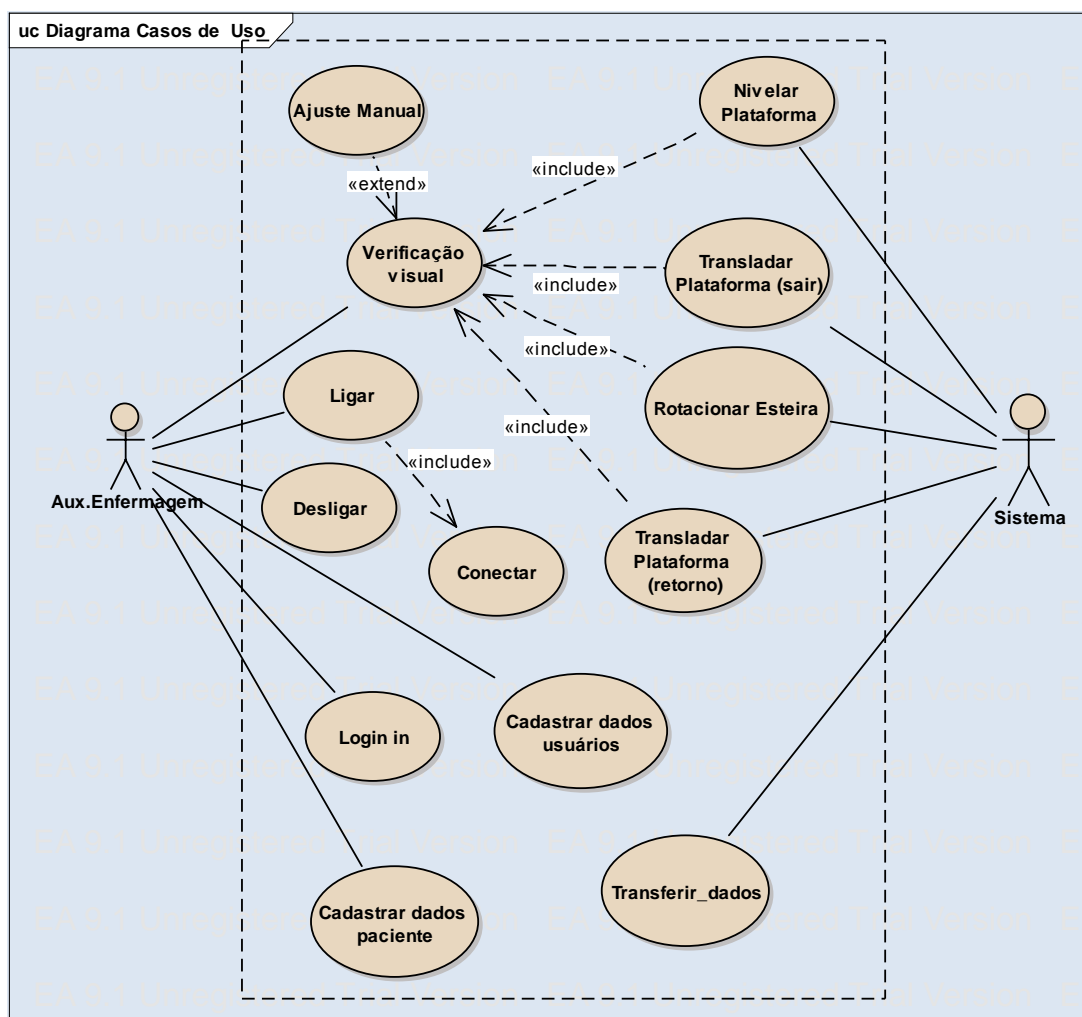 uc Diagrama Casos de Uso
Ajuste Manual
Nivelar
Plataforma
«include»
«extend»
Verificação
visual
Transladar
Plataforma (sair)
«include»
«include»
Ligar
Rotacionar Esteira
«include»
«include»
Aux.Enfermagem
Desligar
Sistema
Conectar
Transladar
Plataforma
(retorno)
Login in
Cadastrar dados
usuários
Transferir_dados
Cadastrar dados
paciente